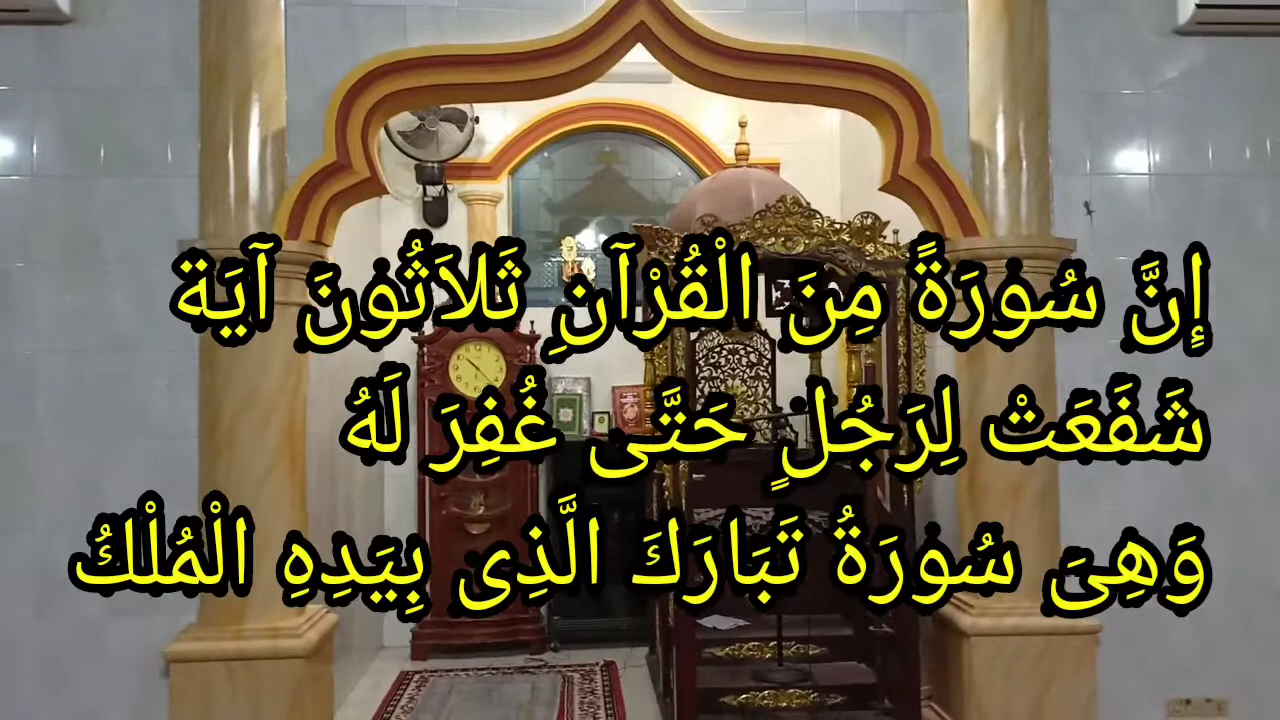 إِنَّ سُورَةً مِنَ الْقُرْآنِ ثَلاَثُونَ آيَة
شَفَعَتْ لِرَجُلٍ حَتَّى غُفِرَ لَهُ
وَهِىَ سُورَةُ تَبَارَكَ الَّذِى بِيَدِهِ الْمُلْكُ